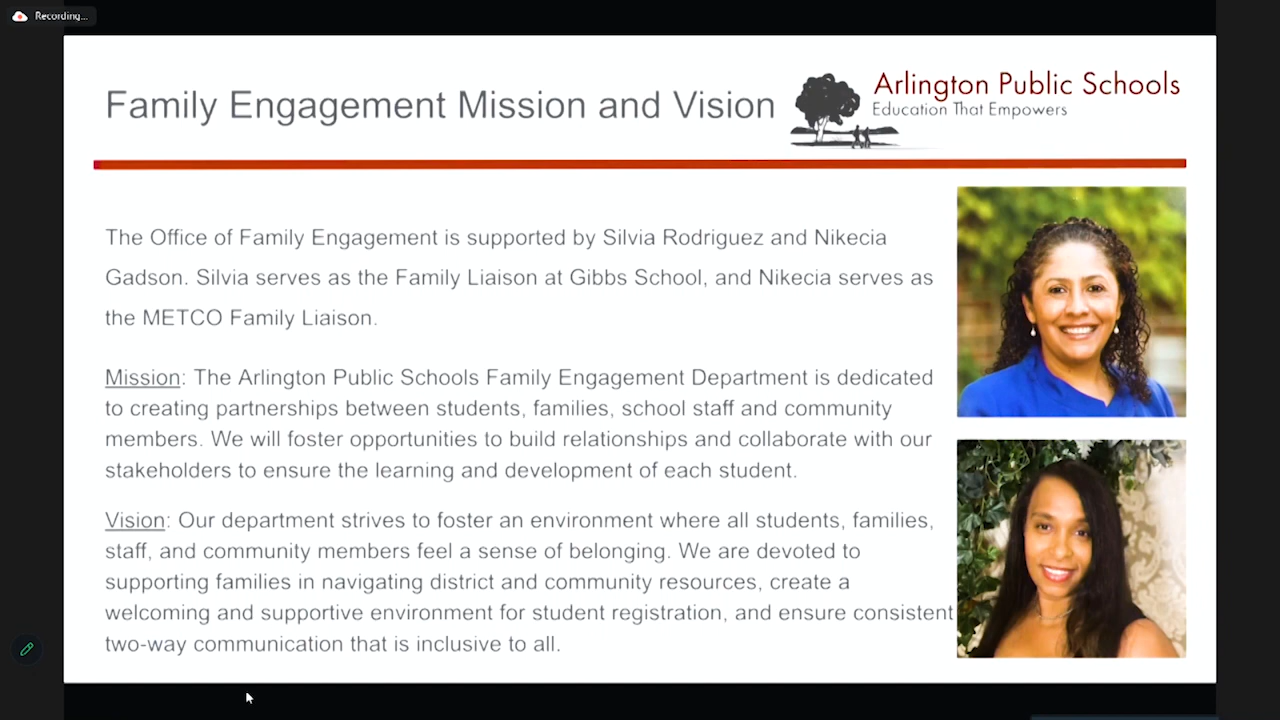 Recording...
Family Engagement Mission and Vision
Arlington Public Schools
Education That Empowers
The Office of Family Engagement is supported by Silvia Rodriguez and Nikecia
Gadson. Silvia serves as the Family Liaison at Gibbs School, and Nikecia serves as
the METCO Family Liaison.
Mission: The Arlington Public Schools Family Engagement Department is dedicated
to creating partnerships between students, families, school staff and community
members. We will foster opportunities to build relationships and collaborate with our
stakeholders to ensure the learning and development of each student.
Vision: Our department strives to foster an environment where all students, families,
staff, and community members feel a sense of belonging. We are devoted to
supporting families in navigating district and community resources, create a
welcoming and supportive environment for student registration, and ensure consistent
two-way communication that is inclusive to all.